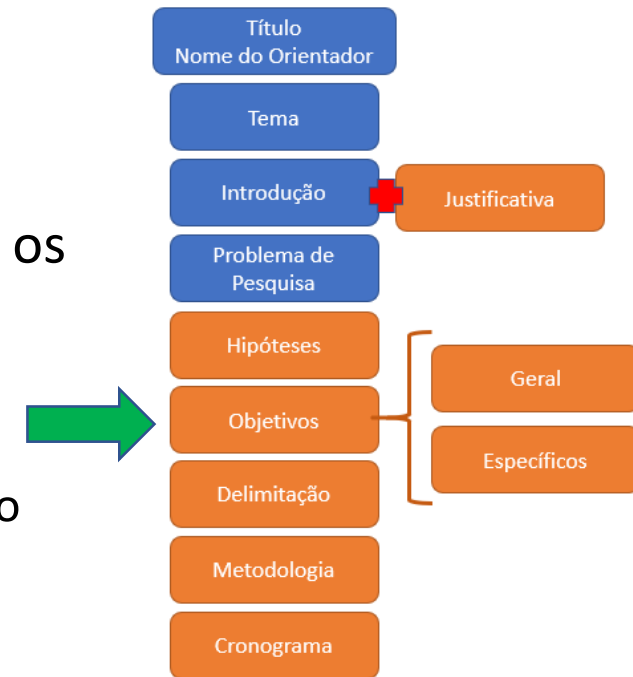 Título
Nome do Orientador
Tema
Introdução
Justificativa
os
Problema de
Pesquisa
Hipóteses
Geral
Objetivos
Específicos
Delimitação
o
Metodologia
Cronograma